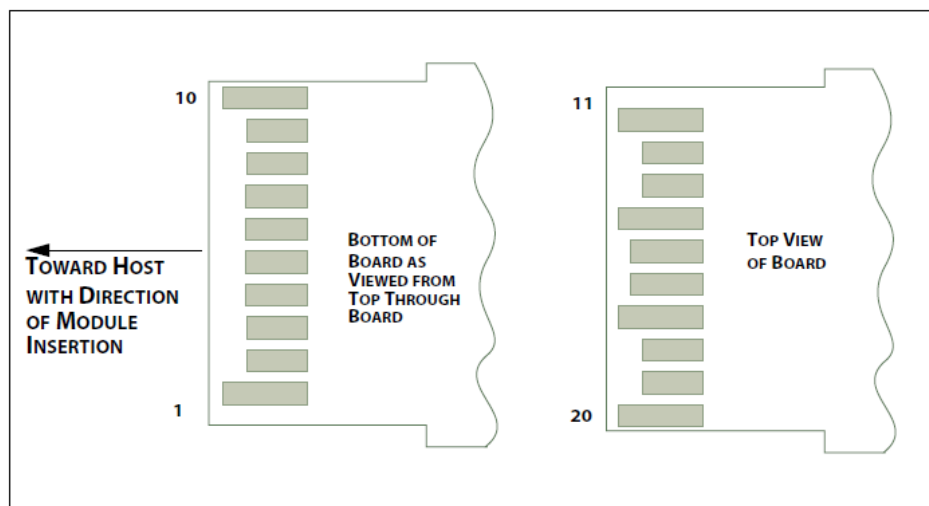 10
1
TOWARD HOST
WITH DIRECTION
OF MODULE
INSERTION
BOTTOM OF
BOARD AS
VIEWED FROM
TOP THROUGH
BOARD
11
20
TOP VIEW
OF BOARD